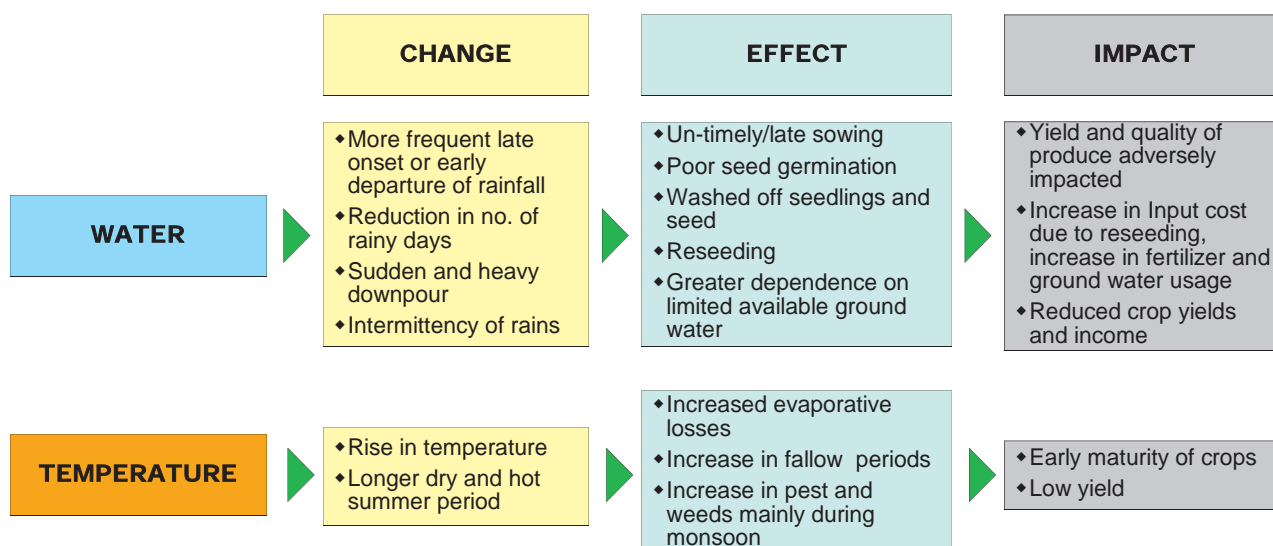 CHANGE
EFFECT
IMPACT
WATER
◆More frequent late
onset or early
departure of rainfall
◆Reduction in no. of
rainy days
◆Sudden and heavy
downpour
◆Intermittency of rains
◆Un-timely/late sowing
◆Poor seed germination
◆Washed off seedlings and
seed
◆Reseeding
◆Greater dependence on
limited available ground
water
◆Yield and quality of
produce adversely
impacted
◆Increase in Input cost
due to reseeding,
increase in fertilizer and
ground water usage
◆Reduced crop yields
and income
TEMPERATURE
◆Rise in temperature
◆Longer dry and hot
summer period
◆Increased evaporative
losses
◆Increase in fallow periods
◆Increase in pest and
weeds mainly during
monsoon
◆Early maturity of crops
◆Low yield